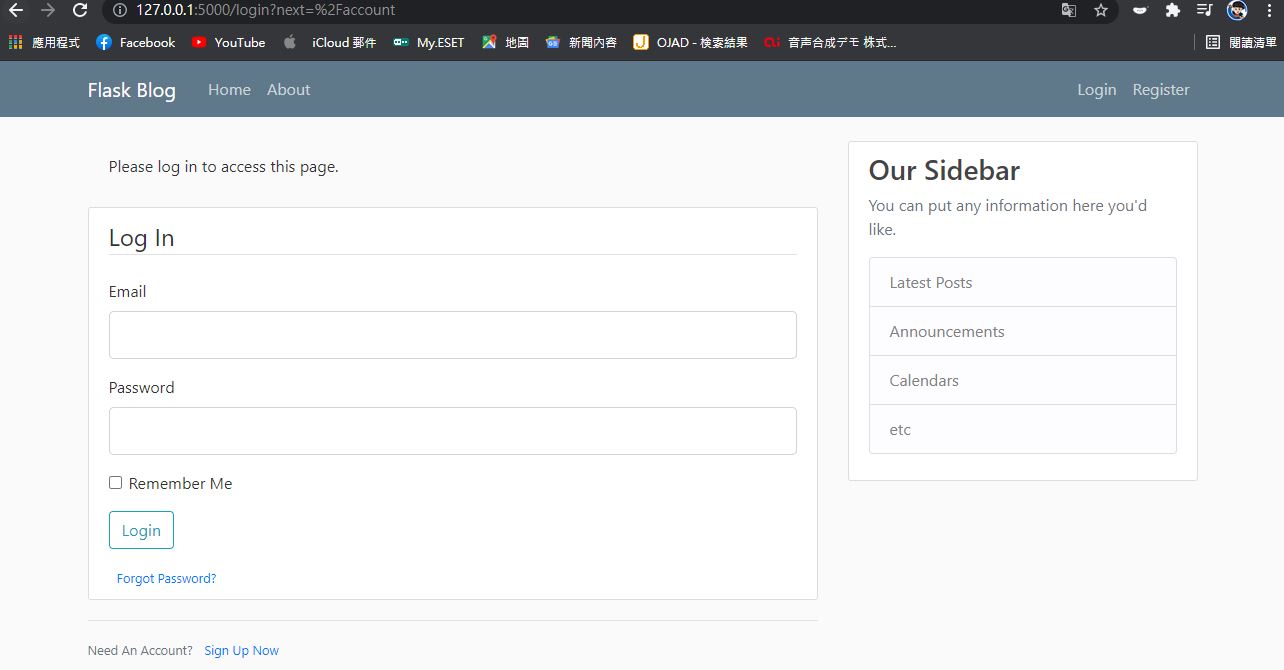 127.0.0.1:5000/login?next=%2Faccount
應用程式 Facebook YouTube iCloud 郵件 My.ESET 地圖 新聞內容 OJAD - 検索結果 音声合成デモ 株式... 閱讀清單
Flask Blog Home About Login Register
Please log in to access this page.
Log In
Email
Password
Remember Me
Login
Forgot Password?
Need An Account? Sign Up Now
Our Sidebar
You can put any information here you'd
like.
Latest Posts
Announcements
Calendars
etc